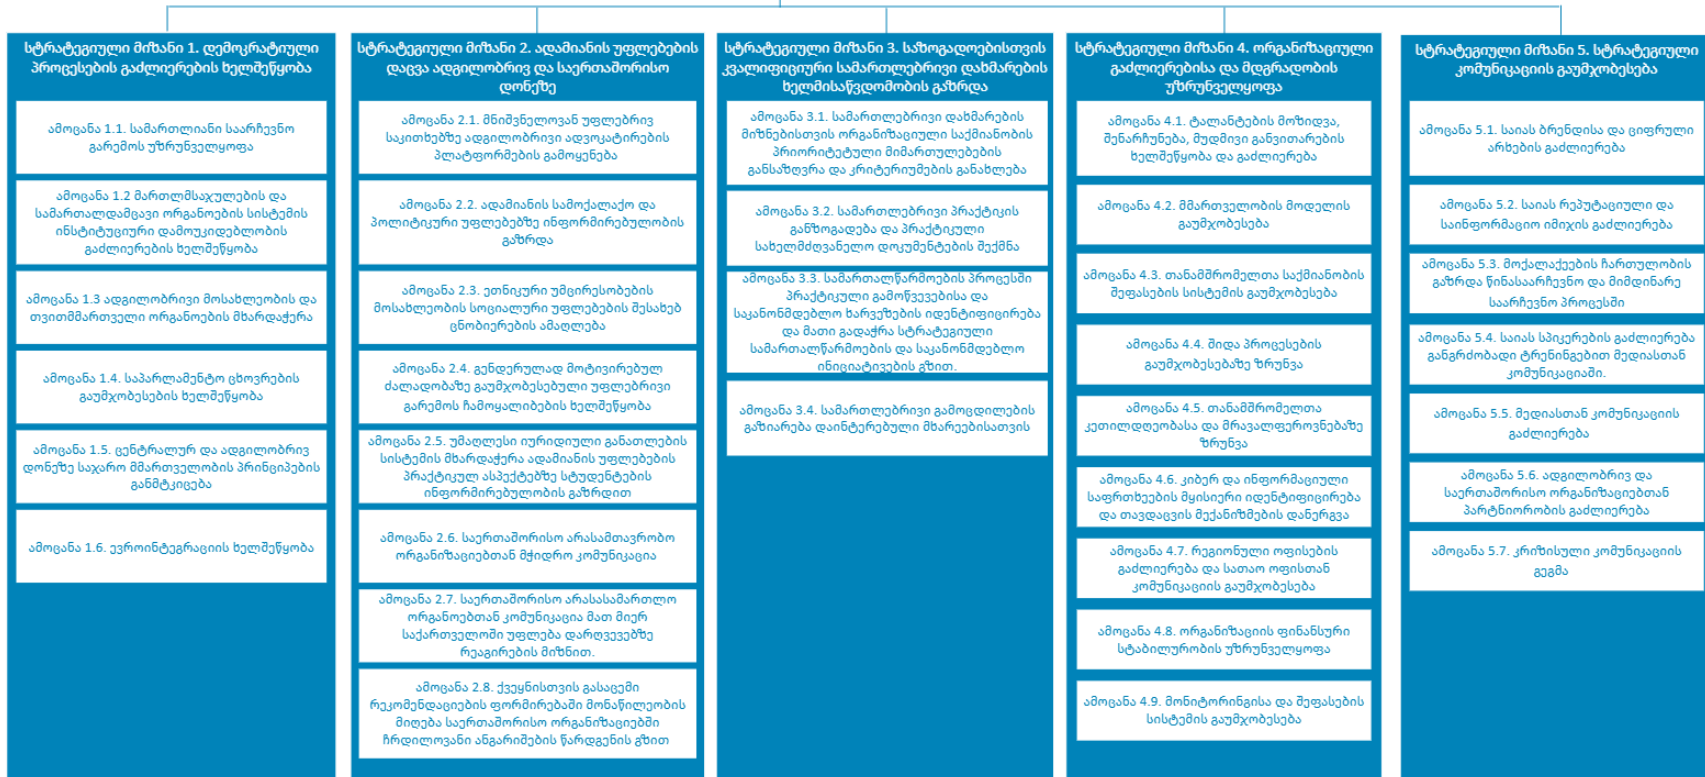 სტრატეგიული მიზანი 1. დემოკრატიული
პროცესების გაძლიერების ხელშეწყობა
ამოცანა 1.1. სამართლიანი საარჩევნო
გარემოს უზრუნველყოფა
ამოცანა 1.2 მართლმსაჯულების და
სამართალდამცავი ორგანოების სისტემის
ინსტიტუციური დამოუკიდებლობის
გაძლიერების ხელშეწყობა
ამოცანა 1.3 ადგილობრივი მოსახლეობის და
თვითმმართველი ორგანოების მხარდაჭერა
ამოცანა 1.4. საპარლამენტო ცხოვრების
გაუმჯობესების ხელშეწყობა
ამოცანა 1.5. ცენტრალურ და ადგილობრივ
დონეზე საჯარო მმართველობის პრინციპების
განმტკიცება
ამოცანა 1.6. ევროინტეგრაციის ხელშეწყობა
სტრატეგიული მიზანი 2. ადამიანის უფლებების
დაცვა ადგილობრივ და საერთაშორისო
დონეზე
ამოცანა 2.1. მნიშვნელოვან უფლებრივ
საკითხებზე ადგილობრივი ადვოკატირების
პლატფორმების გამოყენება
ამოცანა 2.2. ადამიანის სამოქალაქო და
პოლიტიკური უფლებებზე ინფორმირებულობის
გაზრდა
ამოცანა 2.3. ეთნიკური უმცირესობების
მოსახლეობის სოციალური უფლებების შესახებ
ცნობიერების ამაღლება
ამოცანა 2.4. გენდერულად მოტივირებულ
ძალადობაზე გაუმჯობესებული უფლებრივი
გარემოს ჩამოყალიბების ხელშეწყობა
ამოცანა 2.5. უმაღლესი იურიდიული განათლების
სისტემის მხარდაჭერა ადამიანის უფლებების
პრაქტიკულ ასპექტებზე სტუდენტების
ინფორმირებულობის გაზრდით
ამოცანა 2.6. საერთაშორისო არასამთავრობო
ორგანიზაციებთან მჭიდრო კომუნიკაცია
ამოცანა 2.7. საერთაშორისო არასასამართლო
ორგანოებთან კომუნიკაცია მათ მიერ
საქართველოში უფლება დარღვევებზე
რეაგირების მიზნით.
ამოცანა 2.8. ქვეყნისთვის გასაცემი
რეკომენდაციების ფორმირებაში მონაწილეობის
მიღება საერთაშორისო ორგანიზაციებში
ჩრდილოვანი ანგარიშების წარდგენის გზით
სტრატეგიული მიზანი 3. საზოგადოებისთვის
კვალიფიციური სამართლებრივი დახმარების
ხელმისაწვდომობის გაზრდა
ამოცანა 3.1. სამართლებრივი დახმარების
მიზნებისთვის ორგანიზაციული საქმიანობის
პრიორიტეტული მიმართულებების
განსაზღვრა და კრიტერიუმების განახლება
ამოცანა 3.2. სამართლებრივი პრაქტიკის
განზოგადება და პრაქტიკული
სახელმძღვანელო დოკუმენტების შექმნა
ამოცანა 3.3. სამართალწარმოების პროცესში
პრაქტიკული გამოწვევებისა და
საკანონმდებლო ხარვეზების იდენტიფიცირება
და მათი გადაჭრა სტრატეგიული
სამართალწარმოების და საკანონმდებლო
ინიციატივების გზით.
ამოცანა 3.4. სამართლებრივი გამოცდილების
გაზიარება დაინტერებული მხარეებისათვის
სტრატეგიული მიზანი 4. ორგანიზაციული
გაძლიერებისა და მდგრადობის
უზრუნველყოფა
ამოცანა 4.1. ტალანტების მოზიდვა,
შენარჩუნება, მუდმივი განვითარების
ხელშეწყობა და გაძლიერება
ამოცანა 4.2. მმართველობის მოდელის
გაუმჯობესება
ამოცანა 4.3. თანამშრომელთა საქმიანობის
შეფასების სისტემის გაუმჯობესება
ამოცანა 4.4. შიდა პროცესების
გაუმჯობესებაზე ზრუნვა
ამოცანა 4.5. თანამშრომელთა
კეთილდღეობასა და მრავალფეროვნებაზე
ზრუნვა
ამოცანა 4.6. კიბერ და ინფორმაციული
საფრთხეების მყისიერი იდენტიფიცირება
და თავდაცვის მექანიზმების დანერგვა
ამოცანა 4.7. რეგიონული ოფისების
გაძლიერება და სათაო ოფისთან
კომუნიკაციის გაუმჯობესება
ამოცანა 4.8. ორგანიზაციის ფინანსური
სტაბილურობის უზრუნველყოფა
ამოცანა 4.9. მონიტორინგისა და შეფასების
სისტემის გაუმჯობესება
სტრატეგიული მიზანი 5. სტრატეგიული
კომუნიკაციის გაუმჯობესება
ამოცანა 5.1. საიას ბრენდისა და ციფრული
არხების გაძლიერება
ამოცანა 5.2. საიას რეპუტაციული და
საინფორმაციო იმიჯის გაძლიერება
ამოცანა 5.3. მოქალაქეების ჩართულობის
გაზრდა წინასაარჩევნო და მიმდინარე
საარჩევნო პროცესში
ამოცანა 5.4. საიას სპიკერების გაძლიერება
განგრძობადი ტრენინგებით მედიასთან
კომუნიკაციაში.
ამოცანა 5.5. მედიასთან კომუნიკაციის
გაძლიერება
ამოცანა 5.6. ადგილობრივ და
საერთაშორისო ორგანიზაციებთან
პარტნიორობის გაძლიერება
ამოცანა 5.7. კრიზისული კომუნიკაციის
გეგმა